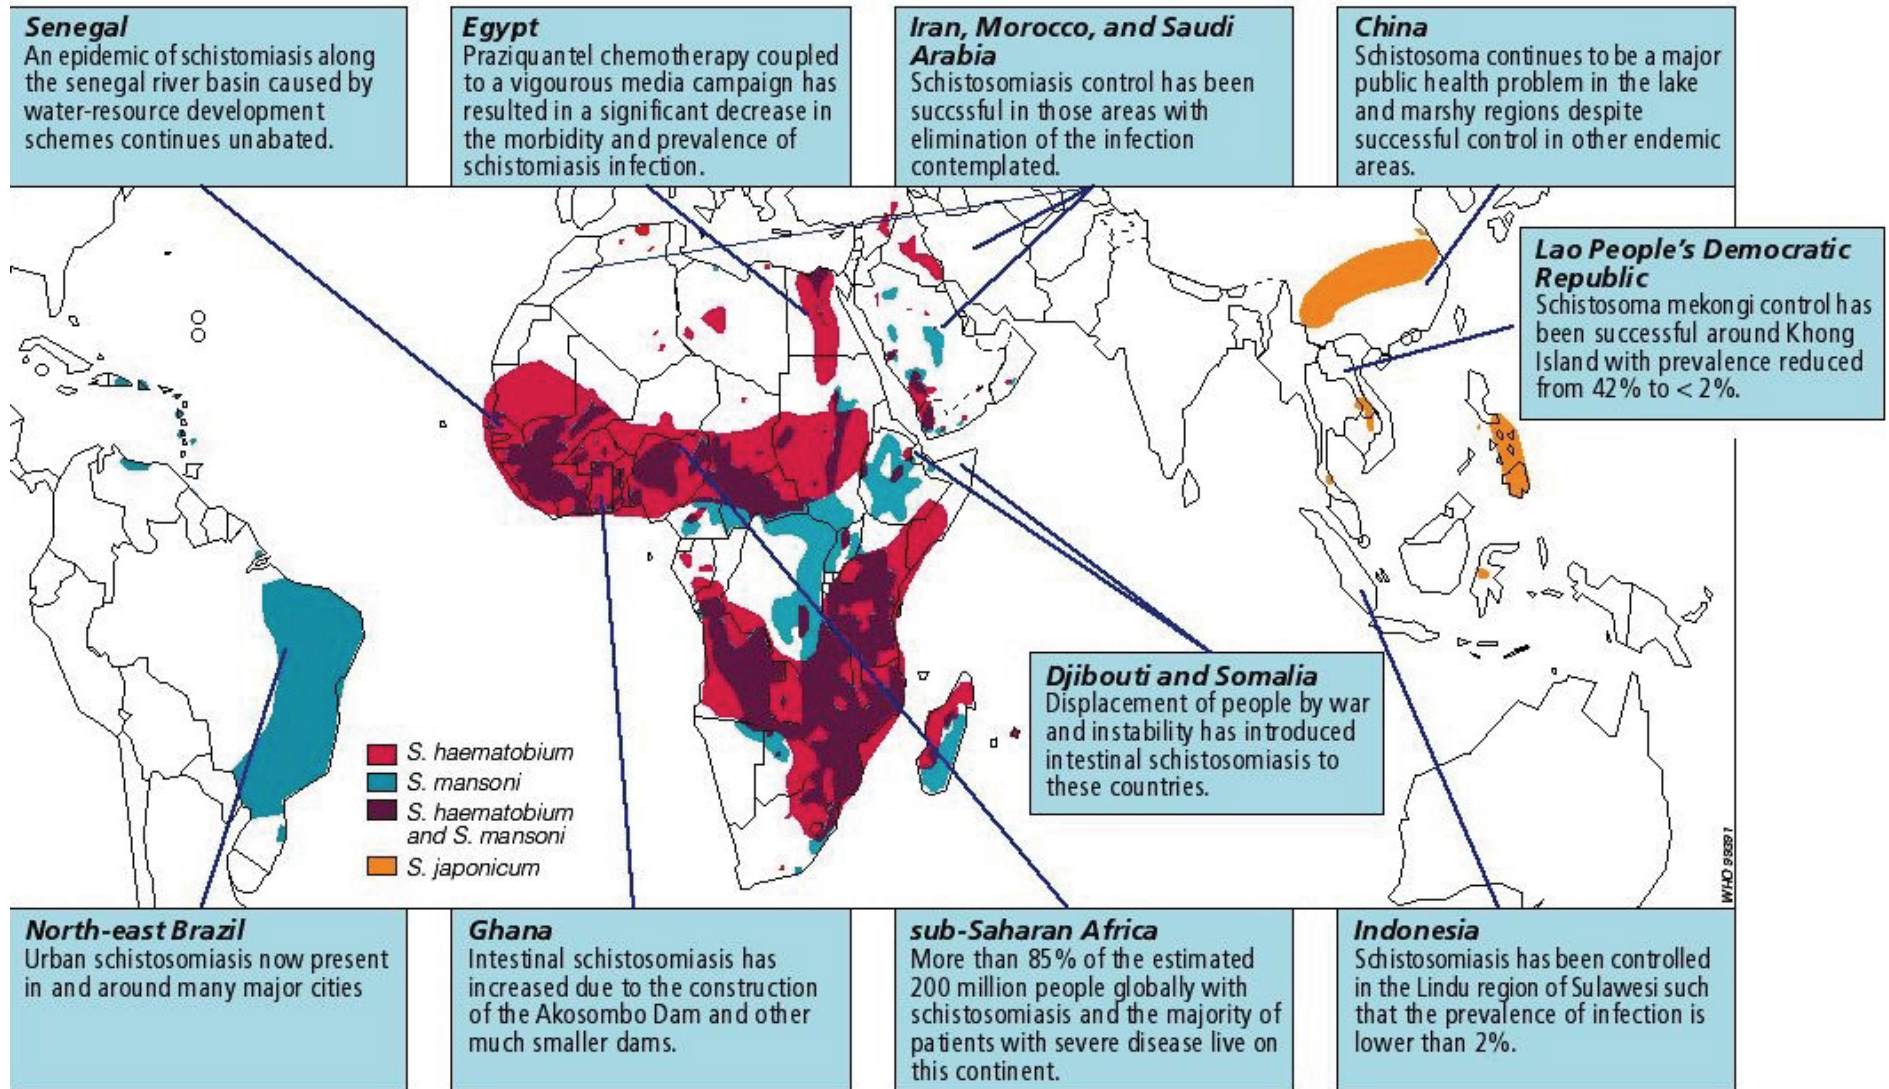 Senegal
An epidemic of schistomiasis along
the senegal river basin caused by
water-resource development
schemes continues unabated.
Egypt
Praziquantel chemotherapy coupled
to a vigourous media campaign has
resulted in a significant decrease in
the morbidity and prevalence of
schistomiasis infection.
Iran, Morocco, and Saudi
Arabia
Schistosomiasis control has been
succssful in those areas with
elimination of the infection
contemplated.
China
Schistosoma continues to be a major
public health problem in the lake
and marshy regions despite
successful control in other endemic
areas.
Lao People's Democratic
Republic
Schistosoma mekongi control has
been successful around Khong
Island with prevalence reduced
from 42% to < 2%.
Djibouti and Somalia
Displacement of people by war
and instability has introduced
intestinal schistosomiasis to
these countries.
S. haematobium
S. mansoni
S. haematobium
and S. mansoni
S. japonicum
WHO 99391
North-east Brazil
Urban schistosomiasis now present
in and around many major cities
Ghana
Intestinal schistosomiasis has
increased due to the construction
of the Akosombo Dam and other
much smaller dams.
sub-Saharan Africa
More than 85% of the estimated
200 million people globally with
schistosomiasis and the majority of
patients with severe disease live on
this continent.
Indonesia
Schistosomiasis has been controlled
in the Lindu region of Sulawesi such
that the prevalence of infection is
lower than 2%.